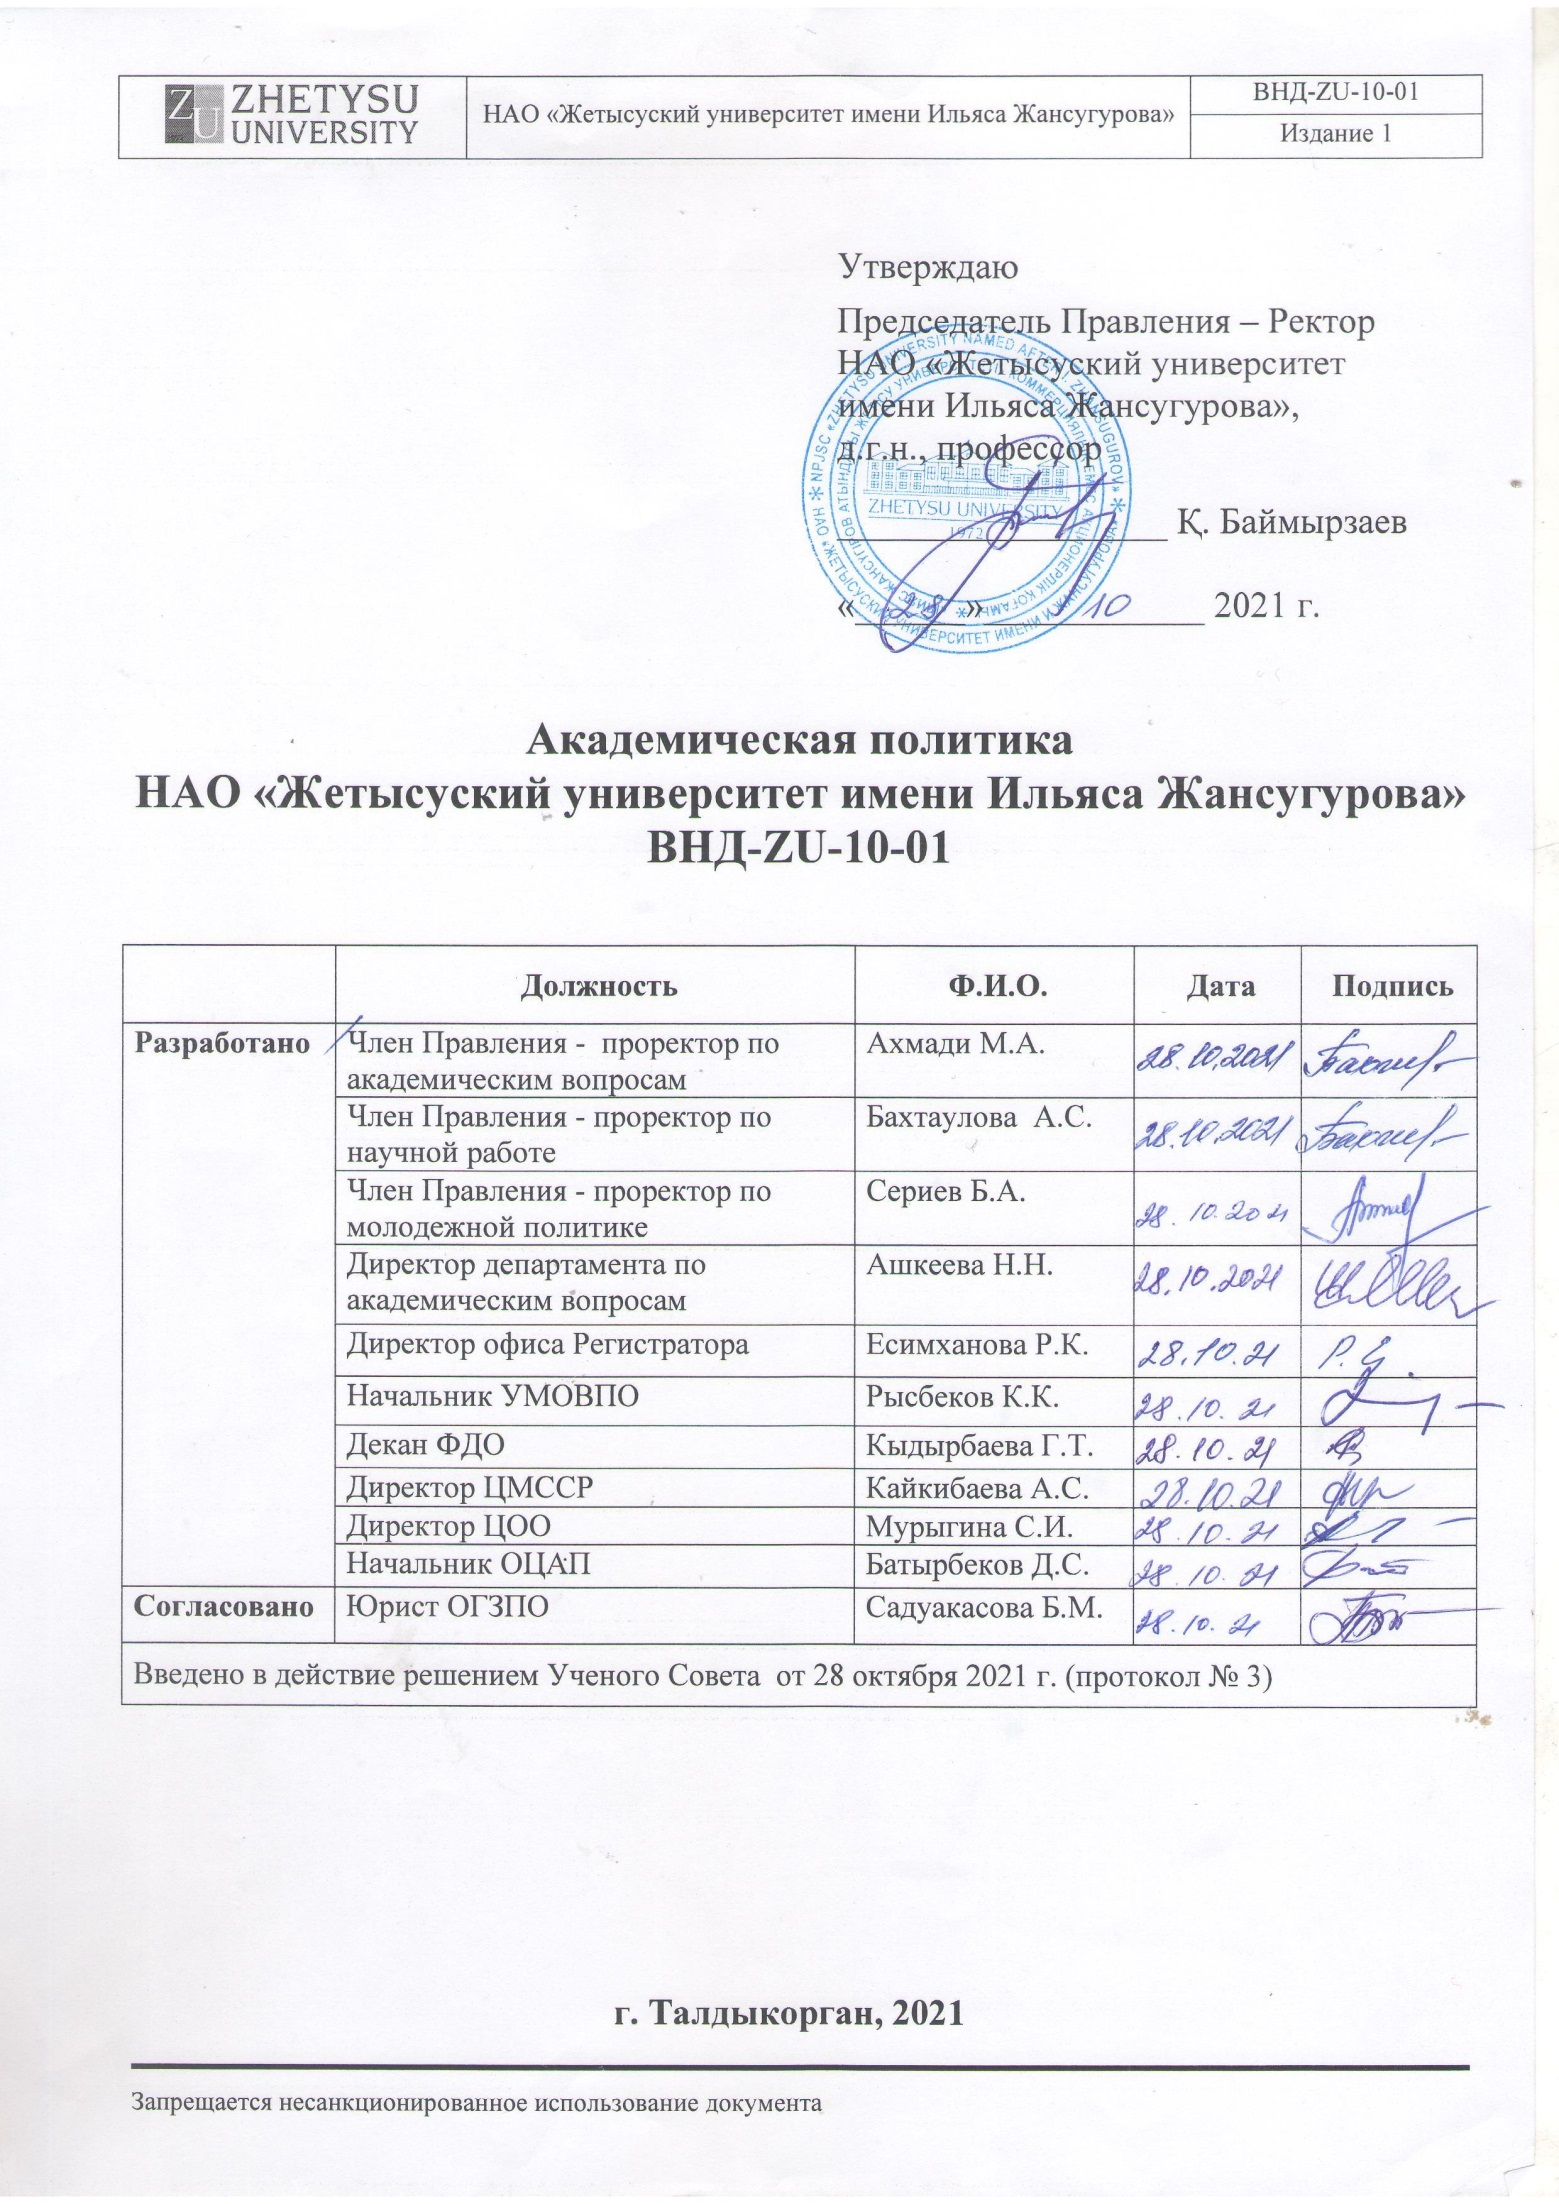 ZHETYSU
UNIVERSITY
НАО «Жетысуский университет имени Ильяса Жансугурова»
ВНД-ZU-10-01
Издание 1
Утверждаю
Председатель Правления – Ректор
НАО «Жетысуский университет
имени Ильяса Жансугурова»,
д.г.н., профессор
ZHETYSU UNIVERSITY
1972
Қ. Баймырзаев
«28» 10 2021 г.
Академическая политика
НАО «Жетысуский университет имени Ильяса Жансугурова»
ВНД-ZU-10-01
Должность Ф.И.О. Дата Подпись
Разработано Член Правления - проректор по Ахмади М.А. 28.10.2021
академическим вопросам
Член Правления - проректор по Бахтаулова А.С. 28.10.2021
научной работе
Член Правления - проректор по Сериев Б.А. 28.10.2021
молодежной политике
Директор департамента по Ашкеева Н.Н. 28.10.2021
академическим вопросам
Директор офиса Регистратора Есимханова Р.К. 28.10.21
Начальник УМОВПО Рысбеков К.К. 28.10.21
Декан ФДО Кыдырбаева Г.Т. 28.10.21
Директор ЦМССР Кайкибаева А.С. 28.10.21
Директор ЦОО Мурыгина С.И. 28.10.21
Начальник ОЦАП Батырбеков Д.С. 28.10.21
Согласовано Юрист ОГЗПО Садуакасова Б.М. 28.10.21
Введено в действие решением Ученого Совета от 28 октября 2021 г. (протокол № 3)
г. Талдыкорган, 2021
Запрещается несанкционированное использование документа